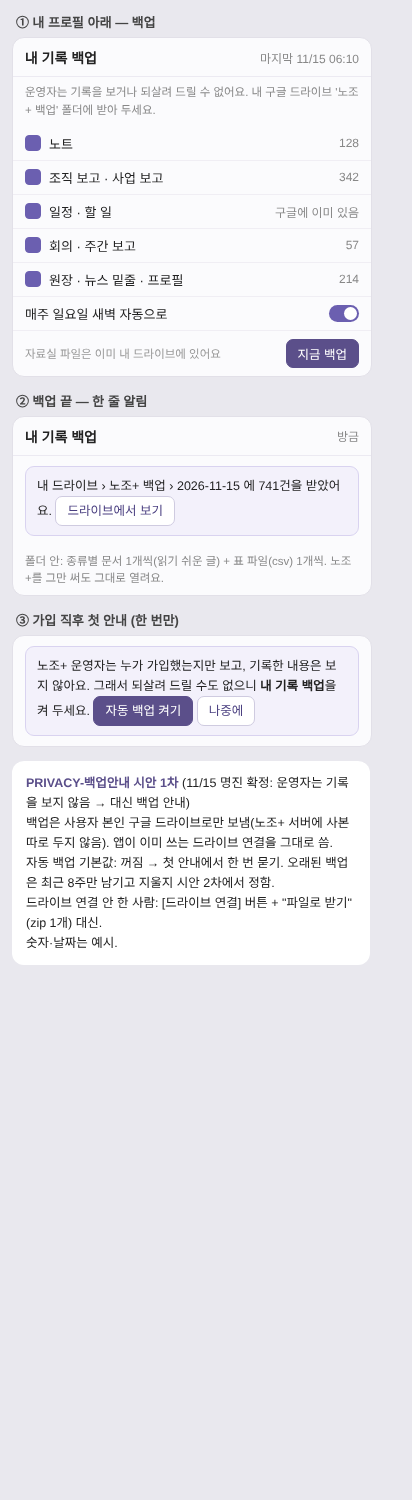 ① 내 프로필 아래 — 백업
내 기록 백업
마지막 11/15 06:10
운영자는 기록을 보거나 되살려 드릴 수 없어요. 내 구글 드라이브 '노조
+ 백업' 폴더에 받아 두세요.
노트
128
조직 보고 · 사업 보고
342
일정 · 할 일
구글에 이미 있음
회의 · 주간 보고
57
원장 · 뉴스 밑줄 · 프로필
214
매주 일요일 새벽 자동으로
자료실 파일은 이미 내 드라이브에 있어요
지금 백업
② 백업 끝 — 한 줄 알림
내 기록 백업
방금
내 드라이브 › 노조+ 백업 › 2026-11-15 에 741건을 받았어
요. 드라이브에서 보기
폴더 안: 종류별 문서 1개씩(읽기 쉬운 글) + 표 파일(csv) 1개씩. 노조
+를 그만 써도 그대로 열려요.
③ 가입 직후 첫 안내 (한 번만)
노조+ 운영자는 누가 가입했는지만 보고, 기록한 내용은 보
지 않아요. 그래서 되살려 드릴 수도 없으니 내 기록 백업을
켜 두세요. 자동 백업 켜기 나중에
PRIVACY-백업안내 시안 1차 (11/15 명진 확정: 운영자는 기록
을 보지 않음 → 대신 백업 안내)
백업은 사용자 본인 구글 드라이브로만 보냄(노조+ 서버에 사본
따로 두지 않음). 앱이 이미 쓰는 드라이브 연결을 그대로 씀.
자동 백업 기본값: 꺼짐 → 첫 안내에서 한 번 묻기. 오래된 백업
은 최근 8주만 남기고 지울지 시안 2차에서 정함.
드라이브 연결 안 한 사람: [드라이브 연결] 버튼 + "파일로 받기"
(zip 1개) 대신.
숫자·날짜는 예시.